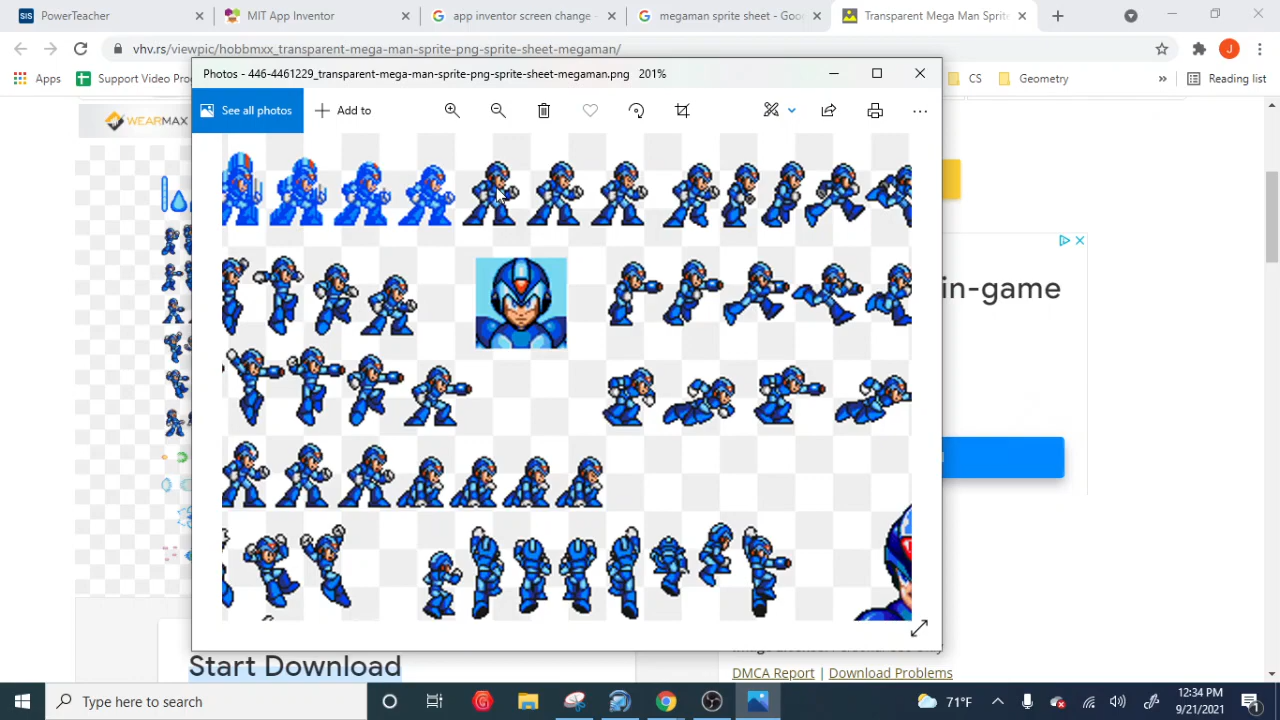 PowerTeacher
MIT App Inventor
app inventor screen change -
megaman sprite sheet - Goo
Transparent Mega Man Sprite
vhv.rs/viewpic/hobbmxx_transparent-mega-man-sprite-png-sprite-sheet-megaman/
J
Apps
Support Video Pro
CS
Geometry
»
Reading list
Photos - 446-4461229_transparent-mega-man-sprite-png-sprite-sheet-megaman.png 201%
See all photos
Add to
WEARMAX
in-game
Start Download
DMCA Report | Download Problems
Type here to search
71°F
12:34 PM
9/21/2021
1